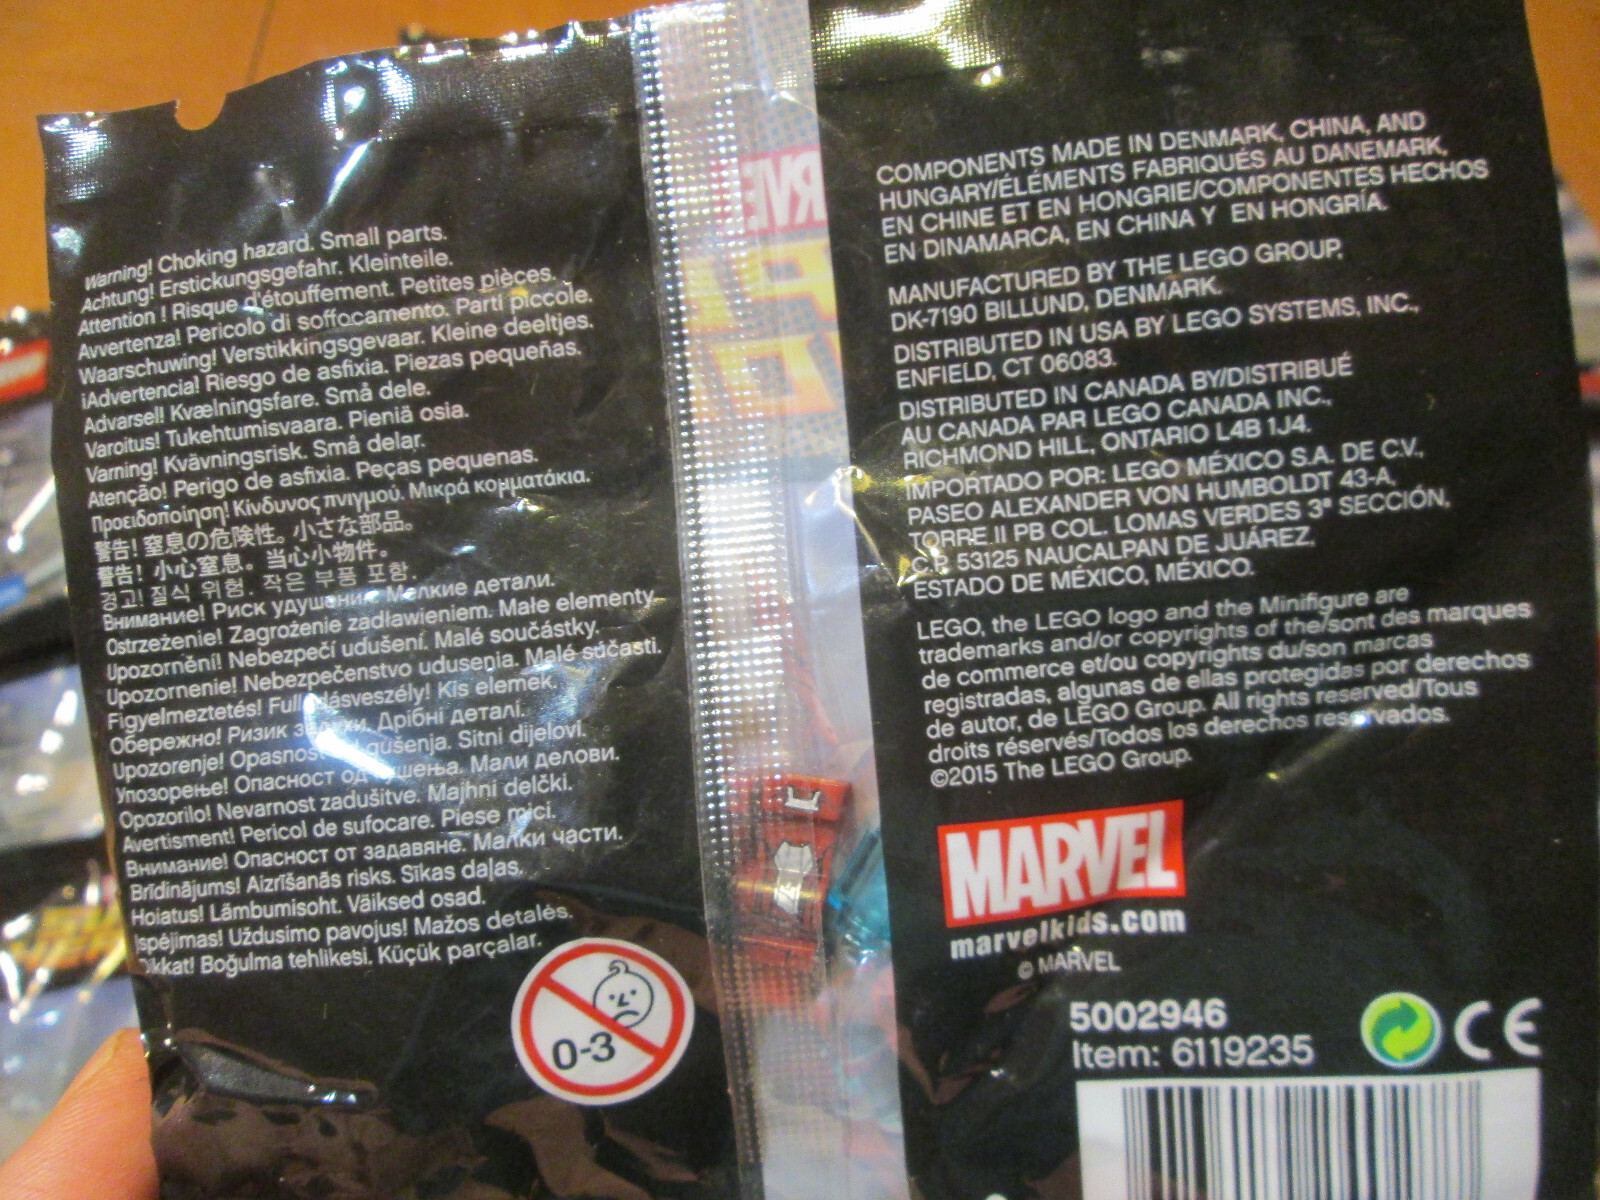 Warning! Choking hazard. Small parts.
Achtung! Erstickungsgefahr. Kleinteile.
Attention ! Risque d'étouffement. Petites pièces.
Avvertenza! Pericolo di soffocamento. Parti piccole.
Waarschuwing! Verstikkingsgevaar. Kleine deeltjes.
¡Advertencia! Riesgo de asfixia. Piezas pequeñas.
Advarsel! Kvælningsfare. Små dele.
Varoitus! Tukehtumisvaara. Pieniä osia.
Varning! Kvävningsrisk. Små delar.
Atenção! Perigo de asfixia. Peças pequenas.
Προειδοποίηση! Κίνδυνος πνιγμού. Μικρά κομματάκια.
警告! 窒息の危険性。小さな部品。
警告! 小心窒息。当心小物件。
경고! 질식 위험. 작은 부품 포함.
Внимание! Риск удушения. Мелкие детали.
Ostrzeżenie! Zagrożenie zadławieniem. Małe elementy.
Upozornění! Nebezpečí udušení. Malé součástky.
Upozornenie! Nebezpečenstvo udusenia. Malé súčasti.
Figyelmeztetés! Fulladásveszély! Kis elemek.
Обережно! Ризик Дрібні деталі.
Upozorenje! Opasnost gušenja. Sitni dijelovi.
Упозорење! Опасност од Мали делови.
Opozorilo! Nevarnost zadušitve. Majhni delčki.
Avertisment! Pericol de sufocare. Piese mici.
Внимание! Опасност от задавяне. Малки части.
Brīdinājums! Aizrīšanās risks. Sīkas daļas.
Hoiatus! Lämbumisoht. Väiksed osad.
Įspėjimas! Uždusimo pavojus! Mažos detalės.
Dikkat! Boğulma tehlikesi. Küçük parçalar.
0-3
COMPONENTS MADE IN DENMARK, CHINA, AND
HUNGARY/ÉLÉMENTS FABRIQUÉS AU DANEMARK,
EN CHINE ET EN HONGRIE/COMPONENTES HECHOS
EN DINAMARCA, EN CHINA Y EN HONGRÍA.
MANUFACTURED BY THE LEGO GROUP,
DK-7190 BILLUND, DENMARK.
DISTRIBUTED IN USA BY LEGO SYSTEMS, INC.,
ENFIELD, CT 06083.
DISTRIBUTED IN CANADA BY/DISTRIBUÉ
AU CANADA PAR LEGO CANADA INC.,
RICHMOND HILL, ONTARIO L4B 1J4.
IMPORTADO POR: LEGO MÉXICO S.A. DE C.V.,
PASEO ALEXANDER VON HUMBOLDT 43-A,
TORRE II PB COL. LOMAS VERDES 3ª SECCIÓN,
C.P. 53125 NAUCALPAN DE JUÁREZ,
ESTADO DE MÉXICO, MÉXICO.
LEGO, the LEGO logo and the Minifigure are
trademarks and/or copyrights of the/sont des marques
de commerce et/ou copyrights du/son marcas
registradas, algunas de ellas protegidas por derechos
de autor, de LEGO Group. All rights reserved/Tous
droits réservés/Todos los derechos reservados.
©2015 The LEGO Group.
MARVEL
marvelkids.com
© MARVEL
5002946
Item: 6119235
CE